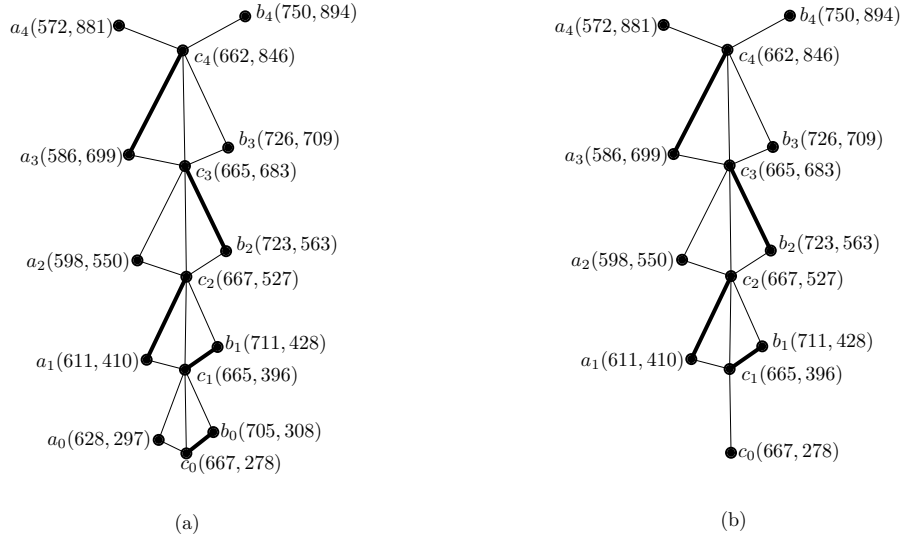 a4(572, 881)
b4(750, 894)
c4(662, 846)
b3(726, 709)
a3(586, 699)
c3(665, 683)
b2(723, 563)
a2(598, 550)
c2(667, 527)
b1(711, 428)
a1(611, 410)
c1(665, 396)
b0(705, 308)
a0(628, 297)
c0(667, 278)
(a)
a4(572, 881)
b4(750, 894)
c4(662, 846)
b3(726, 709)
a3(586, 699)
c3(665, 683)
b2(723, 563)
a2(598, 550)
c2(667, 527)
b1(711, 428)
a1(611, 410)
c1(665, 396)
c0(667, 278)
(b)